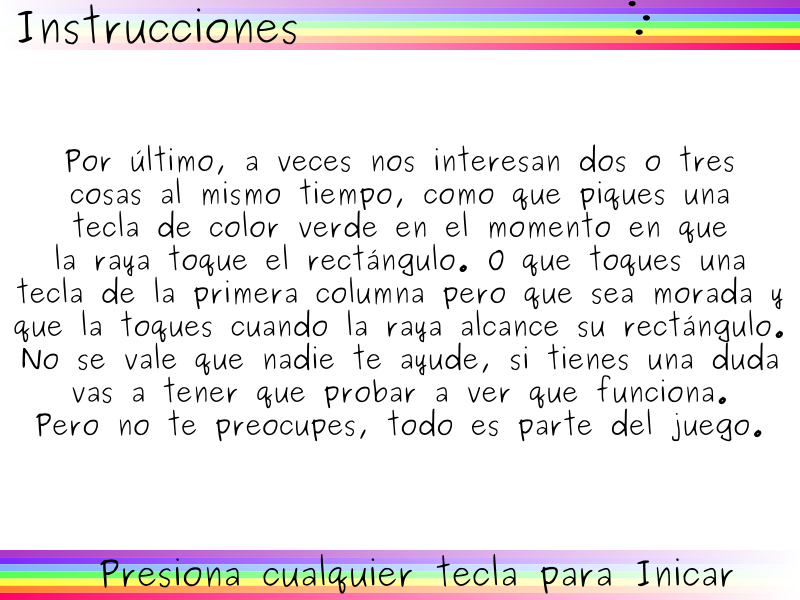 Instrucciones
Por último, a veces nos interesan dos o tres
cosas al mismo tiempo, como que piques una
tecla de color verde en el momento en que
la raya toque el rectángulo. O que toques una
tecla de la primera columna pero que sea morada y
que la toques cuando la raya alcance su rectángulo.
No se vale que nadie te ayude, si tienes una duda
vas a tener que probar a ver que funciona.
Pero no te preocupes, todo es parte del juego.
Presiona cualquier tecla para Inicar